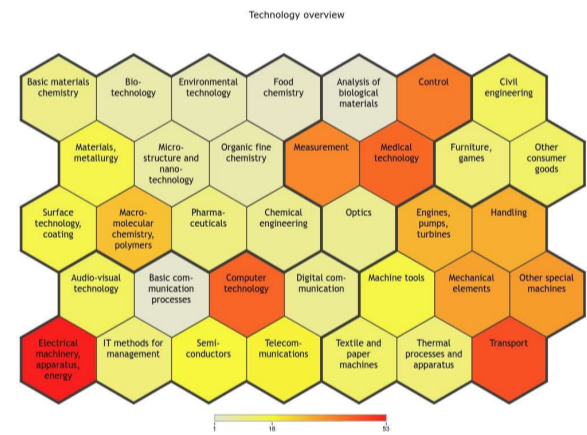 Technology overview
Basic materials
chemistry
Bio-
technology
Environmental
technology
Food
chemistry
Analysis of
biological
materials
Control
Civil
engineering
Materials,
metallurgy
Micro-
structure and
nano-
technology
Organic fine
chemistry
Measurement
Medical
technology
Furniture,
games
Other
consumer
goods
Surface
technology,
coating
Macro-
molecular
chemistry,
polymers
Pharma-
ceuticals
Chemical
engineering
Optics
Engines,
pumps,
turbines
Handling
Audio-visual
technology
Basic com-
munication
processes
Computer
technology
Digital com-
munication
Machine tools
Mechanical
elements
Other special
machines
Electrical
machinery,
apparatus,
energy
IT methods for
management
Semi-
conductors
Telecom-
munications
Textile and
paper
machines
Thermal
processes and
apparatus
Transport
1 18 53